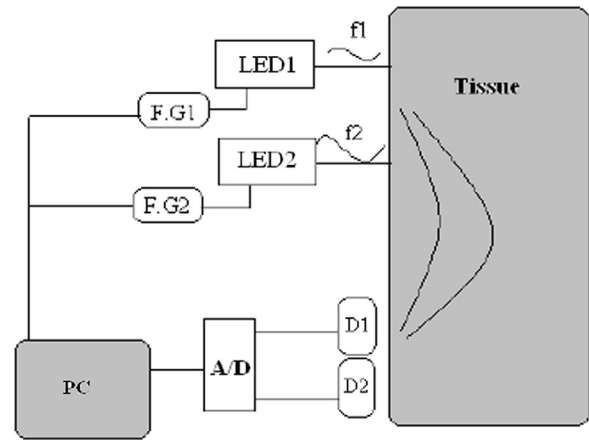 f1
LED1
Tissue
F.G1
f2
LED2
F.G2
D1
A/D
PC
D2